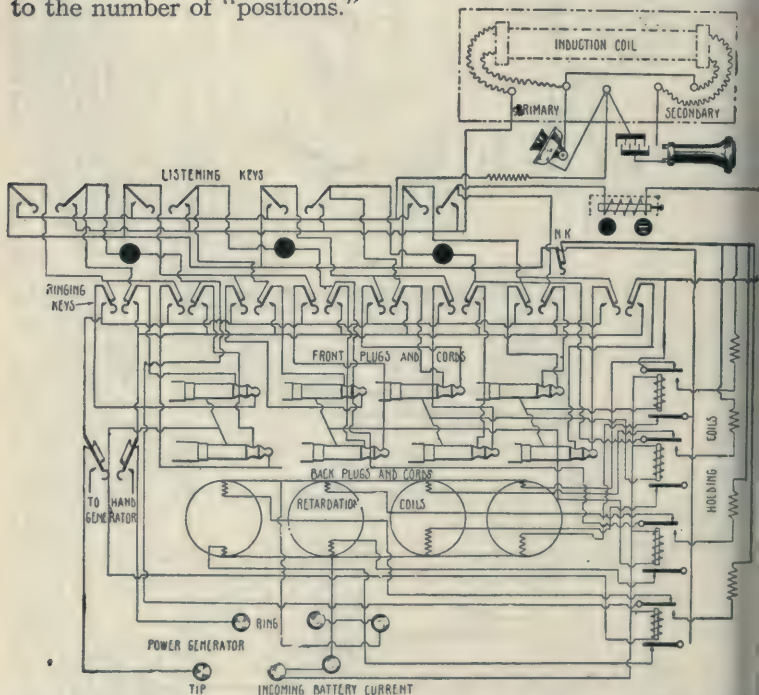 to the number of “positions.”
INDUCTION COIL
PRIMARY
SECONDARY
LISTENING KEYS
N.K
RINGING
KEYS
FRONT PLUGS AND CORDS
COILS
BACK PLUGS AND CORDS
HOLDING
RETARDATION COILS
TO HAND
GENERATOR
RING
POWER GENERATOR
TIP
INCOMING BATTERY CURRENT